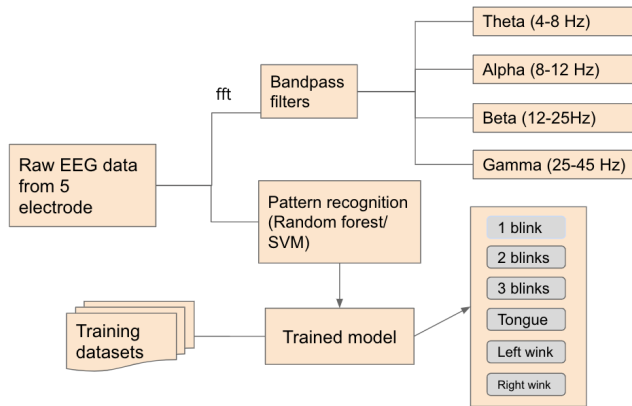 Theta (4-8 Hz)
Alpha (8-12 Hz)
Beta (12-25Hz)
Gamma (25-45 Hz)
fft
Bandpass
filters
Raw EEG data
from 5
electrode
Pattern recognition
(Random forest/
SVM)
Training
datasets
Trained model
1 blink
2 blinks
3 blinks
Tongue
Left wink
Right wink